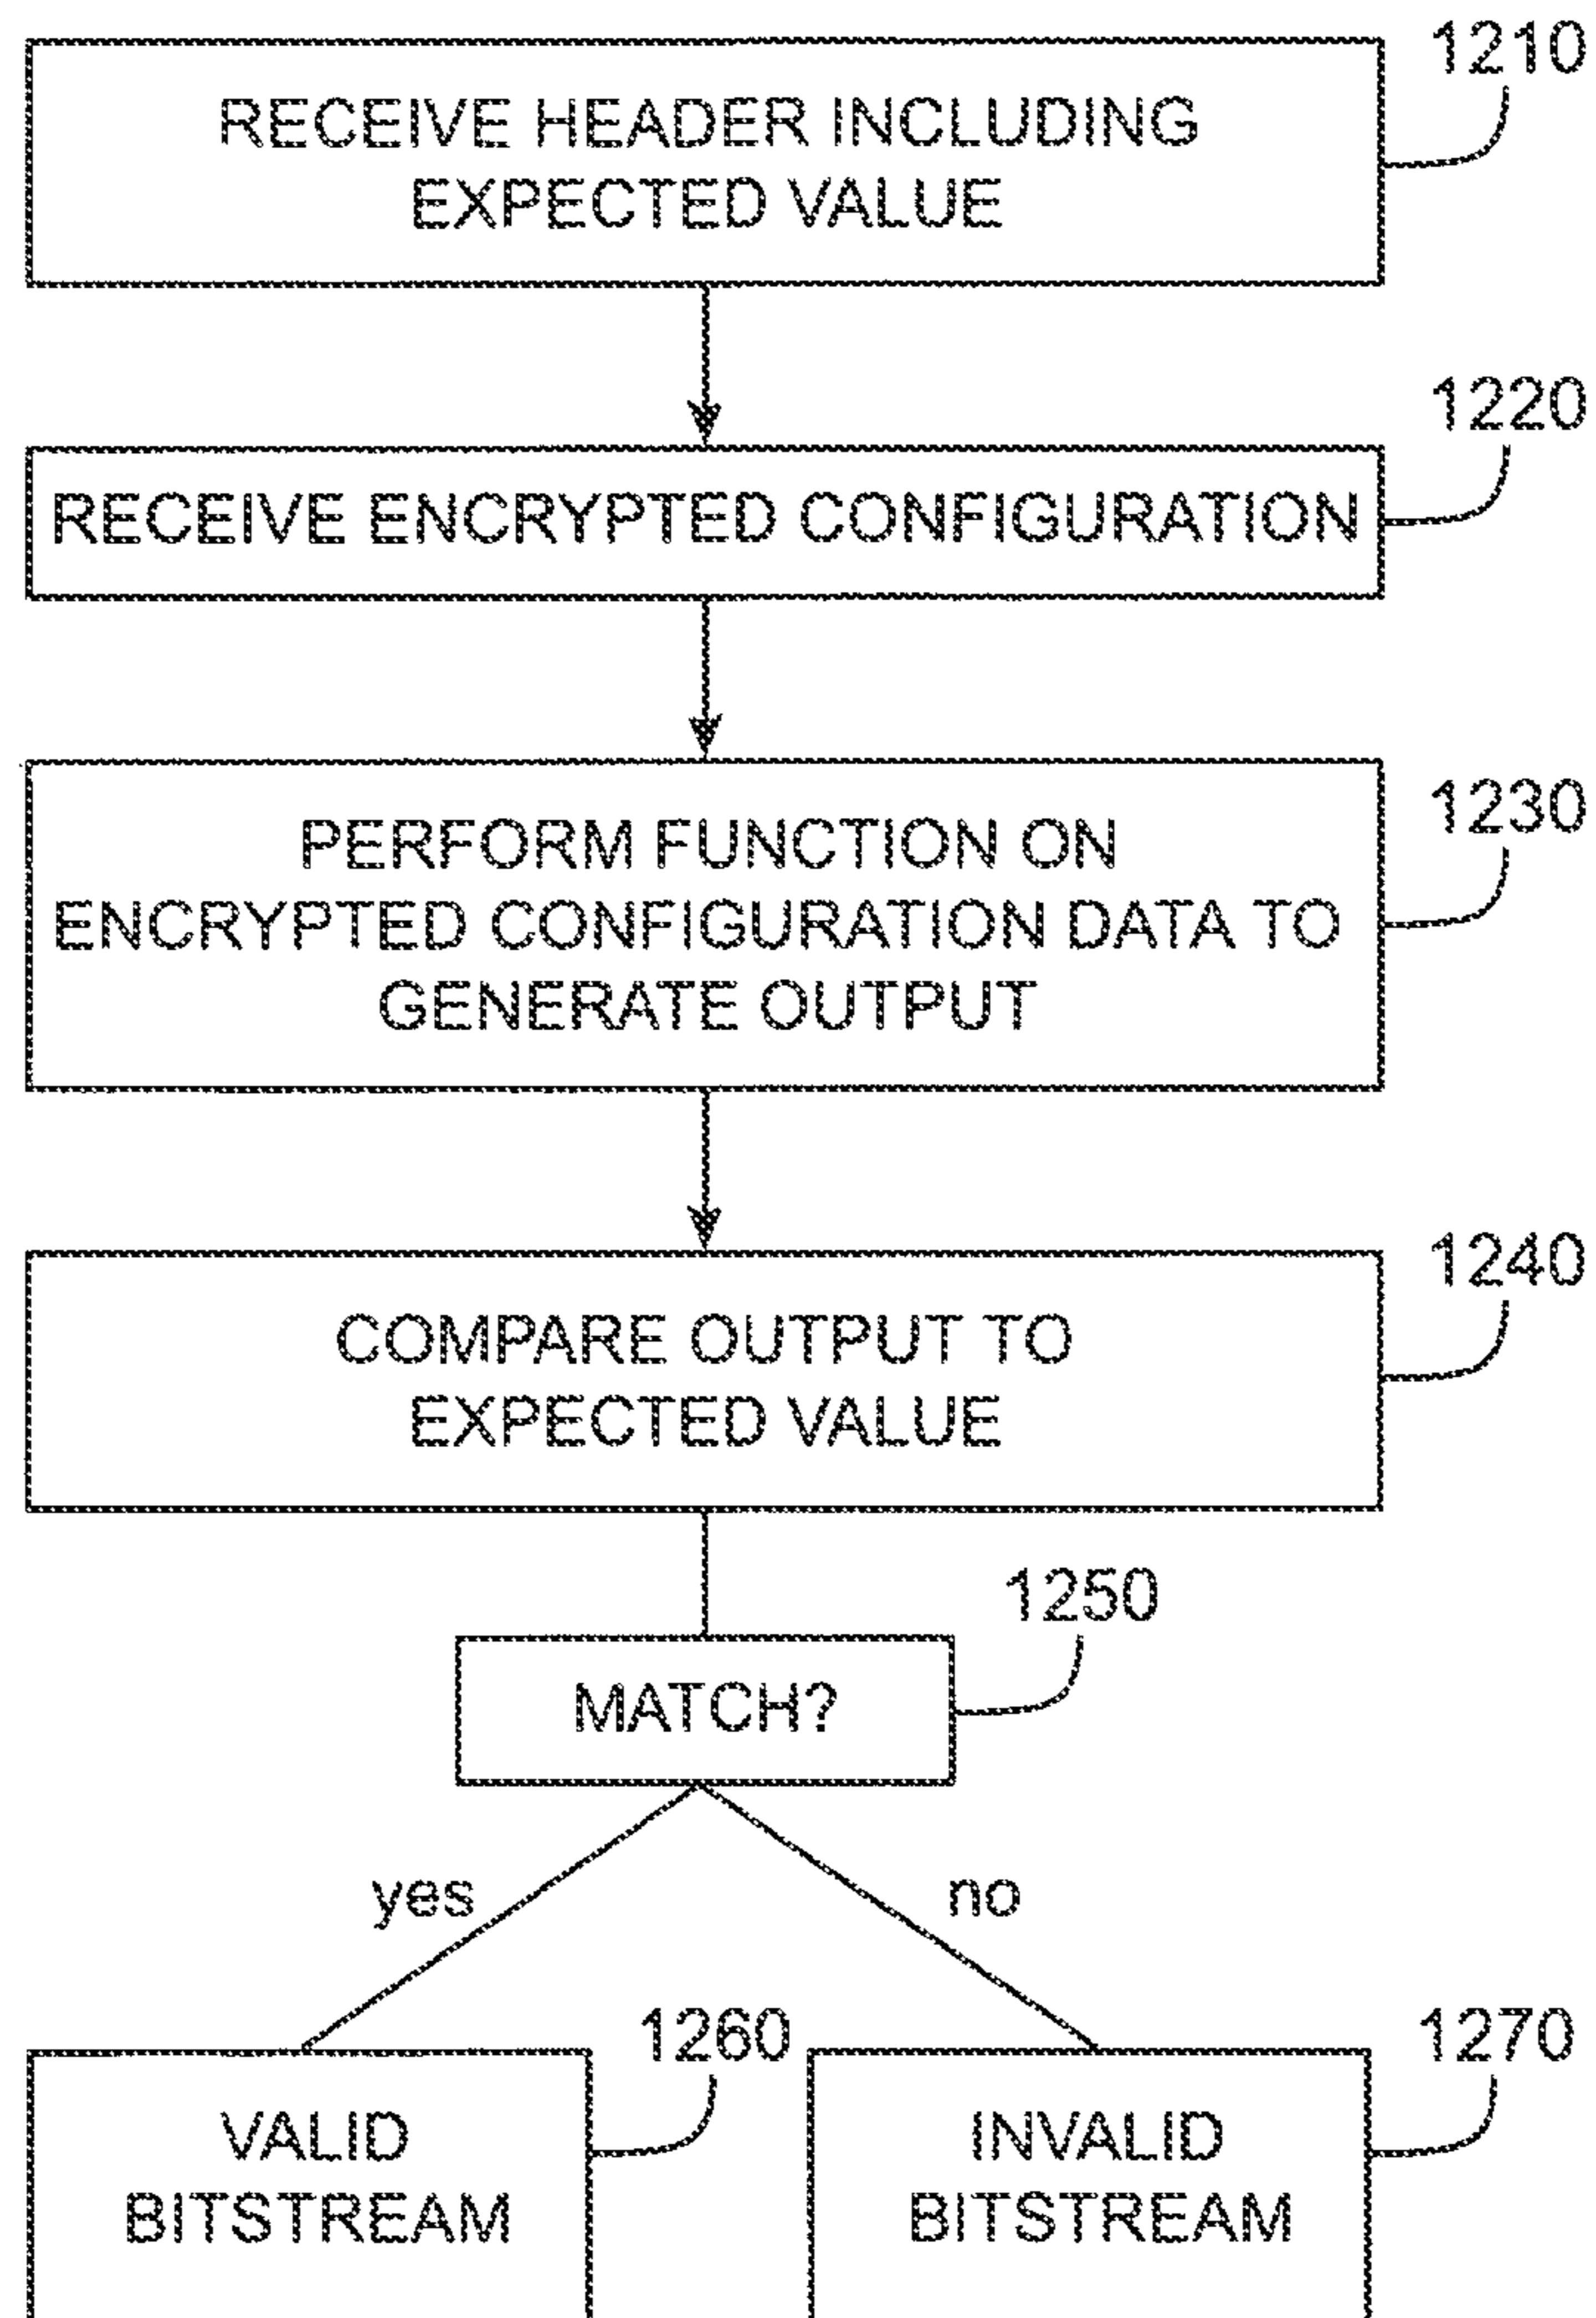 1210
RECEIVE HEADER INCLUDING
EXPECTED VALUE
1220
RECEIVE ENCRYPTED CONFIGURATION
1230
PERFORM FUNCTION ON
ENCRYPTED CONFIGURATION DATA TO
GENERATE OUTPUT
1240
COMPARE OUTPUT TO
EXPECTED VALUE
1250
MATCH?
yes
no
1260
VALID
BITSTREAM
1270
INVALID
BITSTREAM